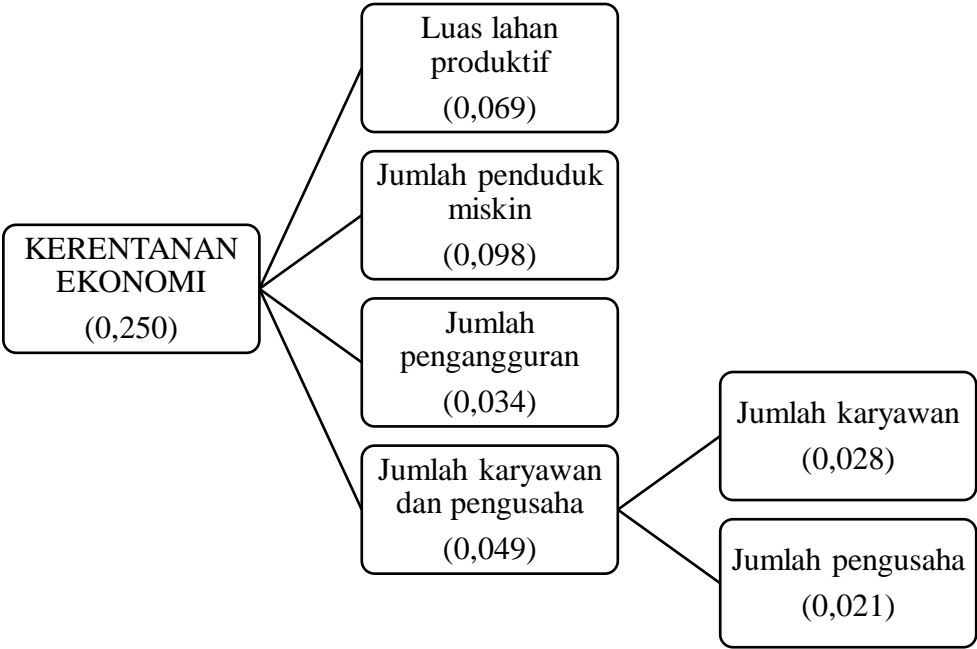 KERENTANAN
EKONOMI
(0,250)
Luas lahan
produktif
(0,069)
Jumlah penduduk
miskin
(0,098)
Jumlah
pengangguran
(0,034)
Jumlah karyawan
dan pengusaha
(0,049)
Jumlah karyawan
(0,028)
Jumlah pengusaha
(0,021)